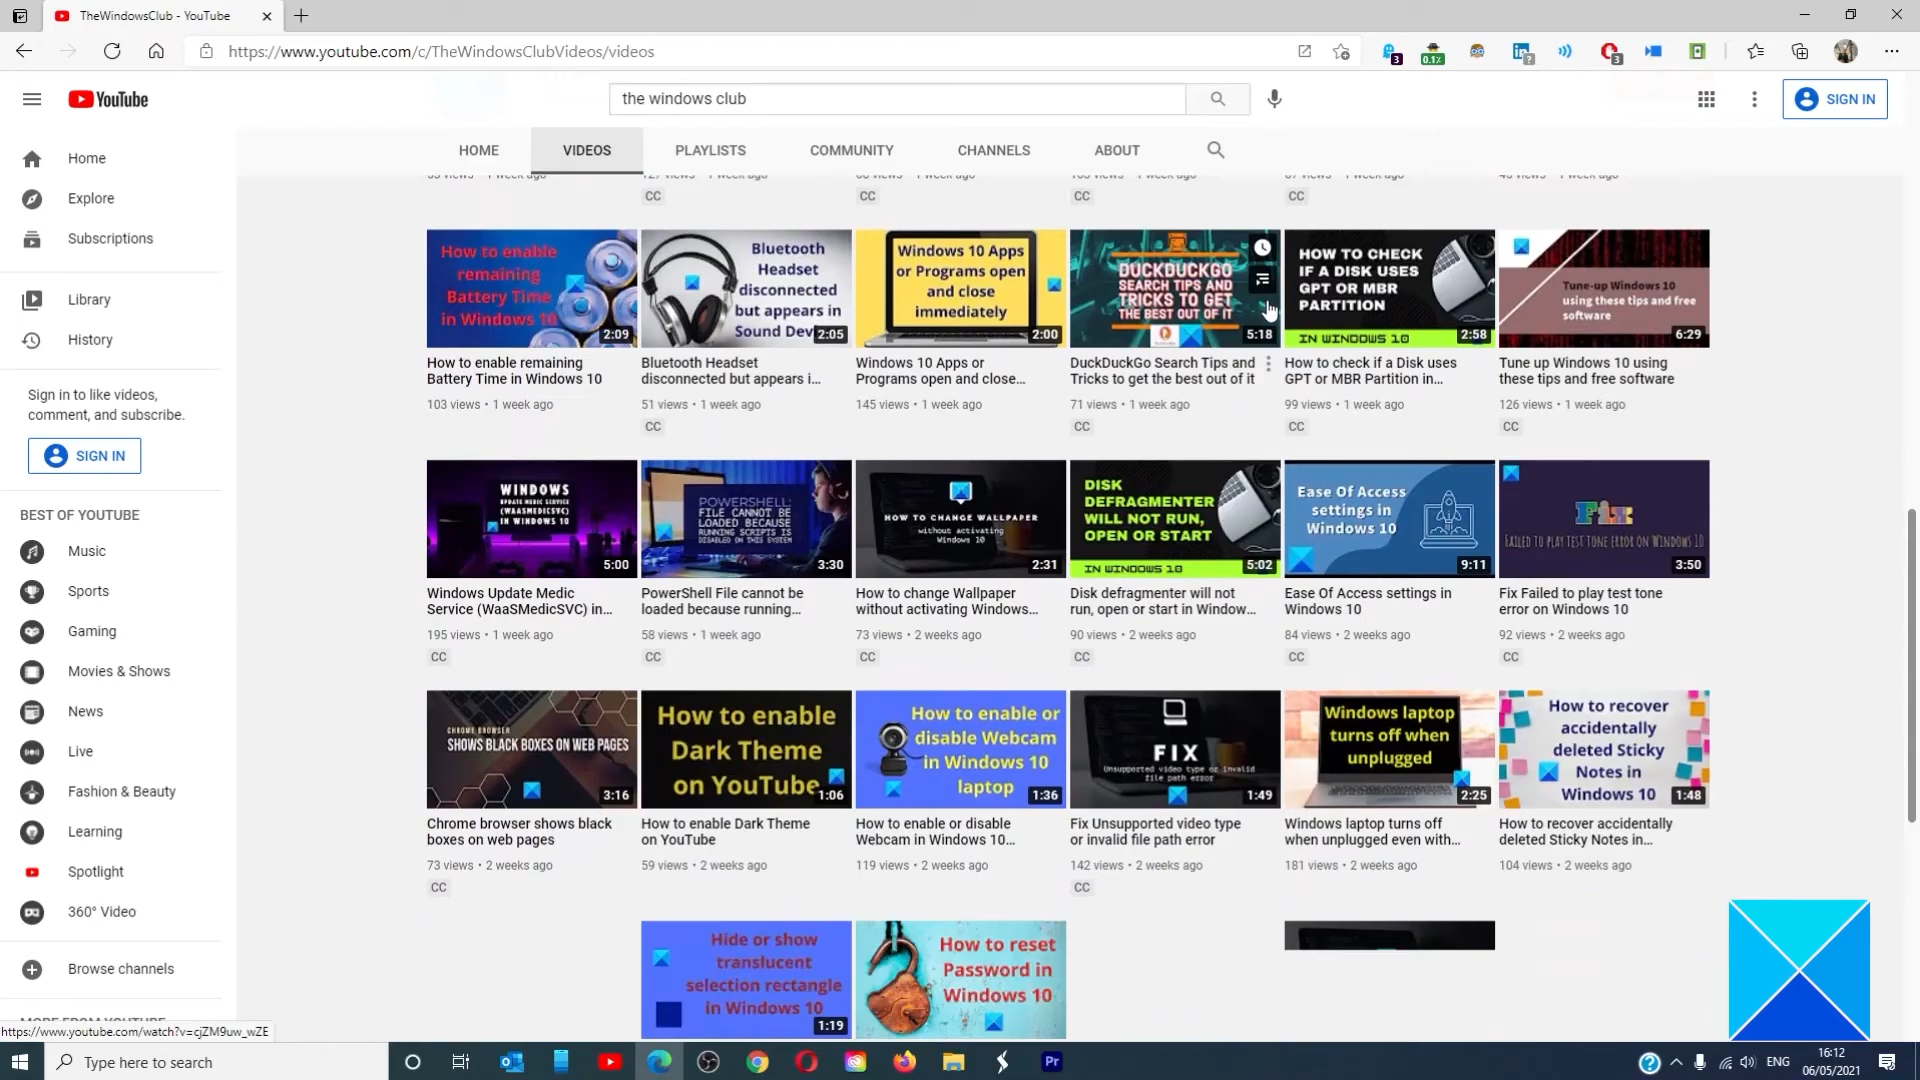 TheWindowsClub - YouTube
https://www.youtube.com/c/TheWindowsClubVideos/videos
3
0.1%
?
3
YouTube
the windows club
SIGN IN
HOME
VIDEOS
PLAYLISTS
COMMUNITY
CHANNELS
ABOUT
Home
Explore
Subscriptions
Library
History
Sign in to like videos,
comment, and subscribe.
SIGN IN
BEST OF YOUTUBE
Music
Sports
Gaming
Movies & Shows
News
Live
Fashion & Beauty
Learning
Spotlight
360° Video
Browse channels
MORE FROM YOUTUBE
https://www.youtube.com/watch?v=cjZM9uw_wZE
CC
CC
CC
CC
How to enable
remaining
Battery Time
in Windows 10
2:09
How to enable remaining
Battery Time in Windows 10
103 views • 1 week ago
Bluetooth
Headset
disconnected
but appears in
Sound Dev
2:05
Bluetooth Headset
disconnected but appears i...
51 views • 1 week ago
CC
Windows 10 Apps
or Programs open
and close
immediately
2:00
Windows 10 Apps or
Programs open and close...
145 views • 1 week ago
DUCKDUCKGO
SEARCH TIPS AND
TRICKS TO GET
THE BEST OUT OF IT
5:18
DuckDuckGo Search Tips and
Tricks to get the best out of it
71 views • 1 week ago
CC
HOW TO CHECK
IF A DISK USES
GPT OR MBR
PARTITION
IN WINDOWS 10
2:58
How to check if a Disk uses
GPT or MBR Partition in...
99 views • 1 week ago
CC
Tune-up Windows 10
using these tips and free
software
6:29
Tune up Windows 10 using
these tips and free software
126 views • 1 week ago
CC
WINDOWS
UPDATE MEDIC SERVICE
(WAASMEDICSVC)
IN WINDOWS 10
5:00
Windows Update Medic
Service (WaaSMedicSVC) in...
195 views • 1 week ago
CC
POWERSHELL:
FILE CANNOT BE
LOADED BECAUSE
RUNNING SCRIPTS IS
DISABLED ON THIS SYSTEM
3:30
PowerShell File cannot be
loaded because running...
58 views • 1 week ago
CC
HOW TO CHANGE WALLPAPER
without activating
Windows 10
2:31
How to change Wallpaper
without activating Windows...
73 views • 2 weeks ago
CC
DISK
DEFRAGMENTER
WILL NOT RUN,
OPEN OR START
IN WINDOWS 10
5:02
Disk defragmenter will not
run, open or start in Window...
90 views • 2 weeks ago
CC
Ease Of Access
settings in
Windows 10
9:11
Ease Of Access settings in
Windows 10
84 views • 2 weeks ago
CC
Fix
FAILED TO PLAY TEST TONE ERROR ON WINDOWS 10
3:50
Fix Failed to play test tone
error on Windows 10
92 views • 2 weeks ago
CC
CHROME BROWSER
SHOWS BLACK BOXES ON WEB PAGES
3:16
Chrome browser shows black
boxes on web pages
73 views • 2 weeks ago
CC
How to enable
Dark Theme
on YouTube
1:06
How to enable Dark Theme
on YouTube
59 views • 2 weeks ago
How to enable or
disable Webcam
in Windows 10
laptop
1:36
How to enable or disable
Webcam in Windows 10...
119 views • 2 weeks ago
FIX
Unsupported video type or invalid
file path error
1:49
Fix Unsupported video type
or invalid file path error
142 views • 2 weeks ago
CC
Windows laptop
turns off when
unplugged
2:25
Windows laptop turns off
when unplugged even with...
181 views • 2 weeks ago
How to recover
accidentally
deleted Sticky
Notes in
Windows 10
1:48
How to recover accidentally
deleted Sticky Notes in...
104 views • 2 weeks ago
Hide or show
translucent
selection rectangle
in Windows 10
1:19
How to reset
Password in
Windows 10
Type here to search
Pr
ENG
16:12
06/05/2021